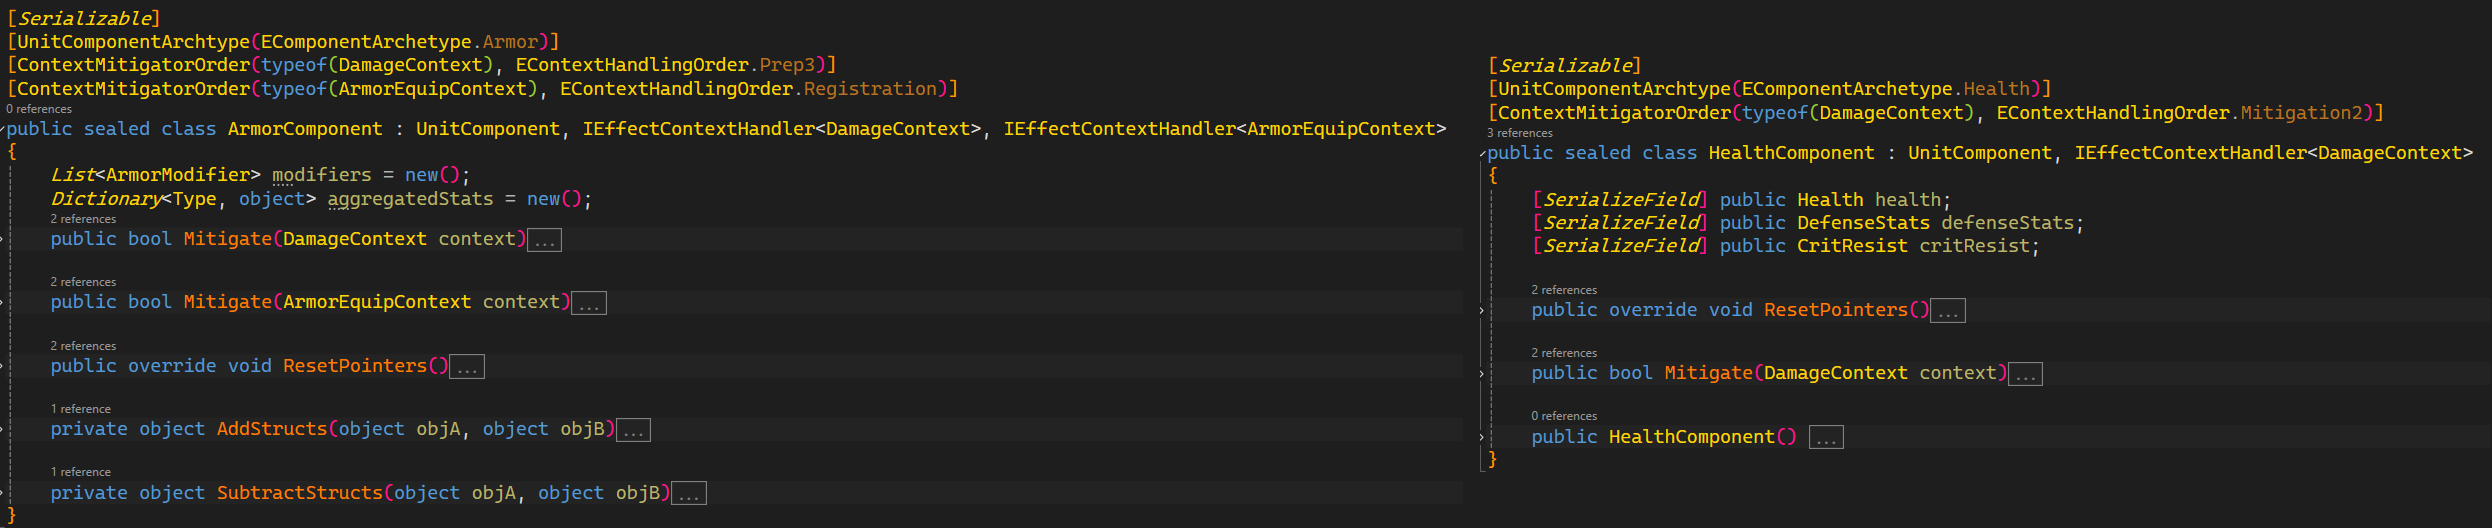 [Serializable]
[UnitComponentArchtype(EComponentArchetype.Armor)]
[ContextMitigatorOrder(typeof(DamageContext), EContextHandlingOrder.Prep3)]
[ContextMitigatorOrder(typeof(ArmorEquipContext), EContextHandlingOrder.Registration)]
0 references
public sealed class ArmorComponent : UnitComponent, IEffectContextHandler<DamageContext>, IEffectContextHandler<ArmorEquipContext>
{
List<ArmorModifier> modifiers = new();
Dictionary<Type, object> aggregatedStats = new();
2 references
public bool Mitigate(DamageContext context)...
2 references
public bool Mitigate(ArmorEquipContext context)...
2 references
public override void ResetPointers()...
1 reference
private object AddStructs(object objA, object objB)...
1 reference
private object SubtractStructs(object objA, object objB)...
}
[Serializable]
[UnitComponentArchtype(EComponentArchetype.Health)]
[ContextMitigatorOrder(typeof(DamageContext), EContextHandlingOrder.Mitigation2)]
3 references
public sealed class HealthComponent : UnitComponent, IEffectContextHandler<DamageContext>
{
[SerializeField] public Health health;
[SerializeField] public DefenseStats defenseStats;
[SerializeField] public CritResist critResist;
2 references
public override void ResetPointers()...
2 references
public bool Mitigate(DamageContext context)...
0 references
public HealthComponent() ...
}